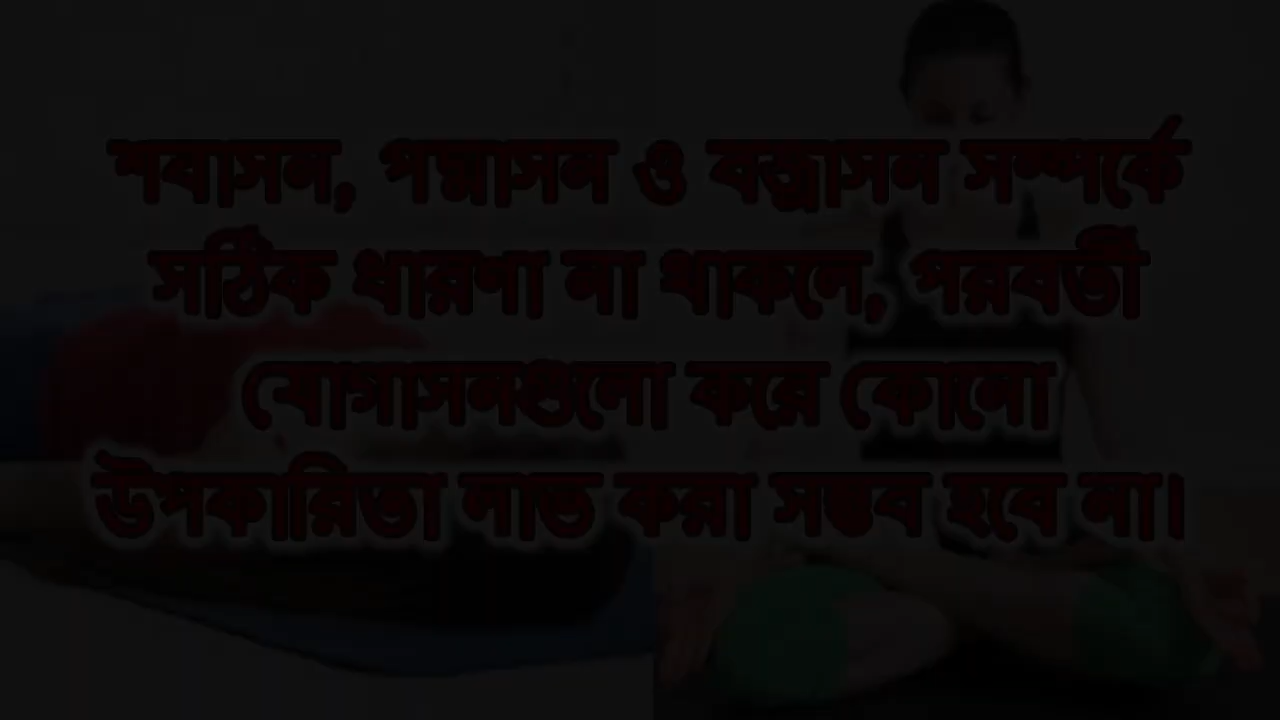 শবাসন, পদ্মাসন ও বজ্রাসন সম্পর্কে
সঠিক ধারণা না থাকলে, পরবর্তী
যোগাসনগুলো করে কোনো
উপকারিতা লাভ করা সম্ভব হবে না।